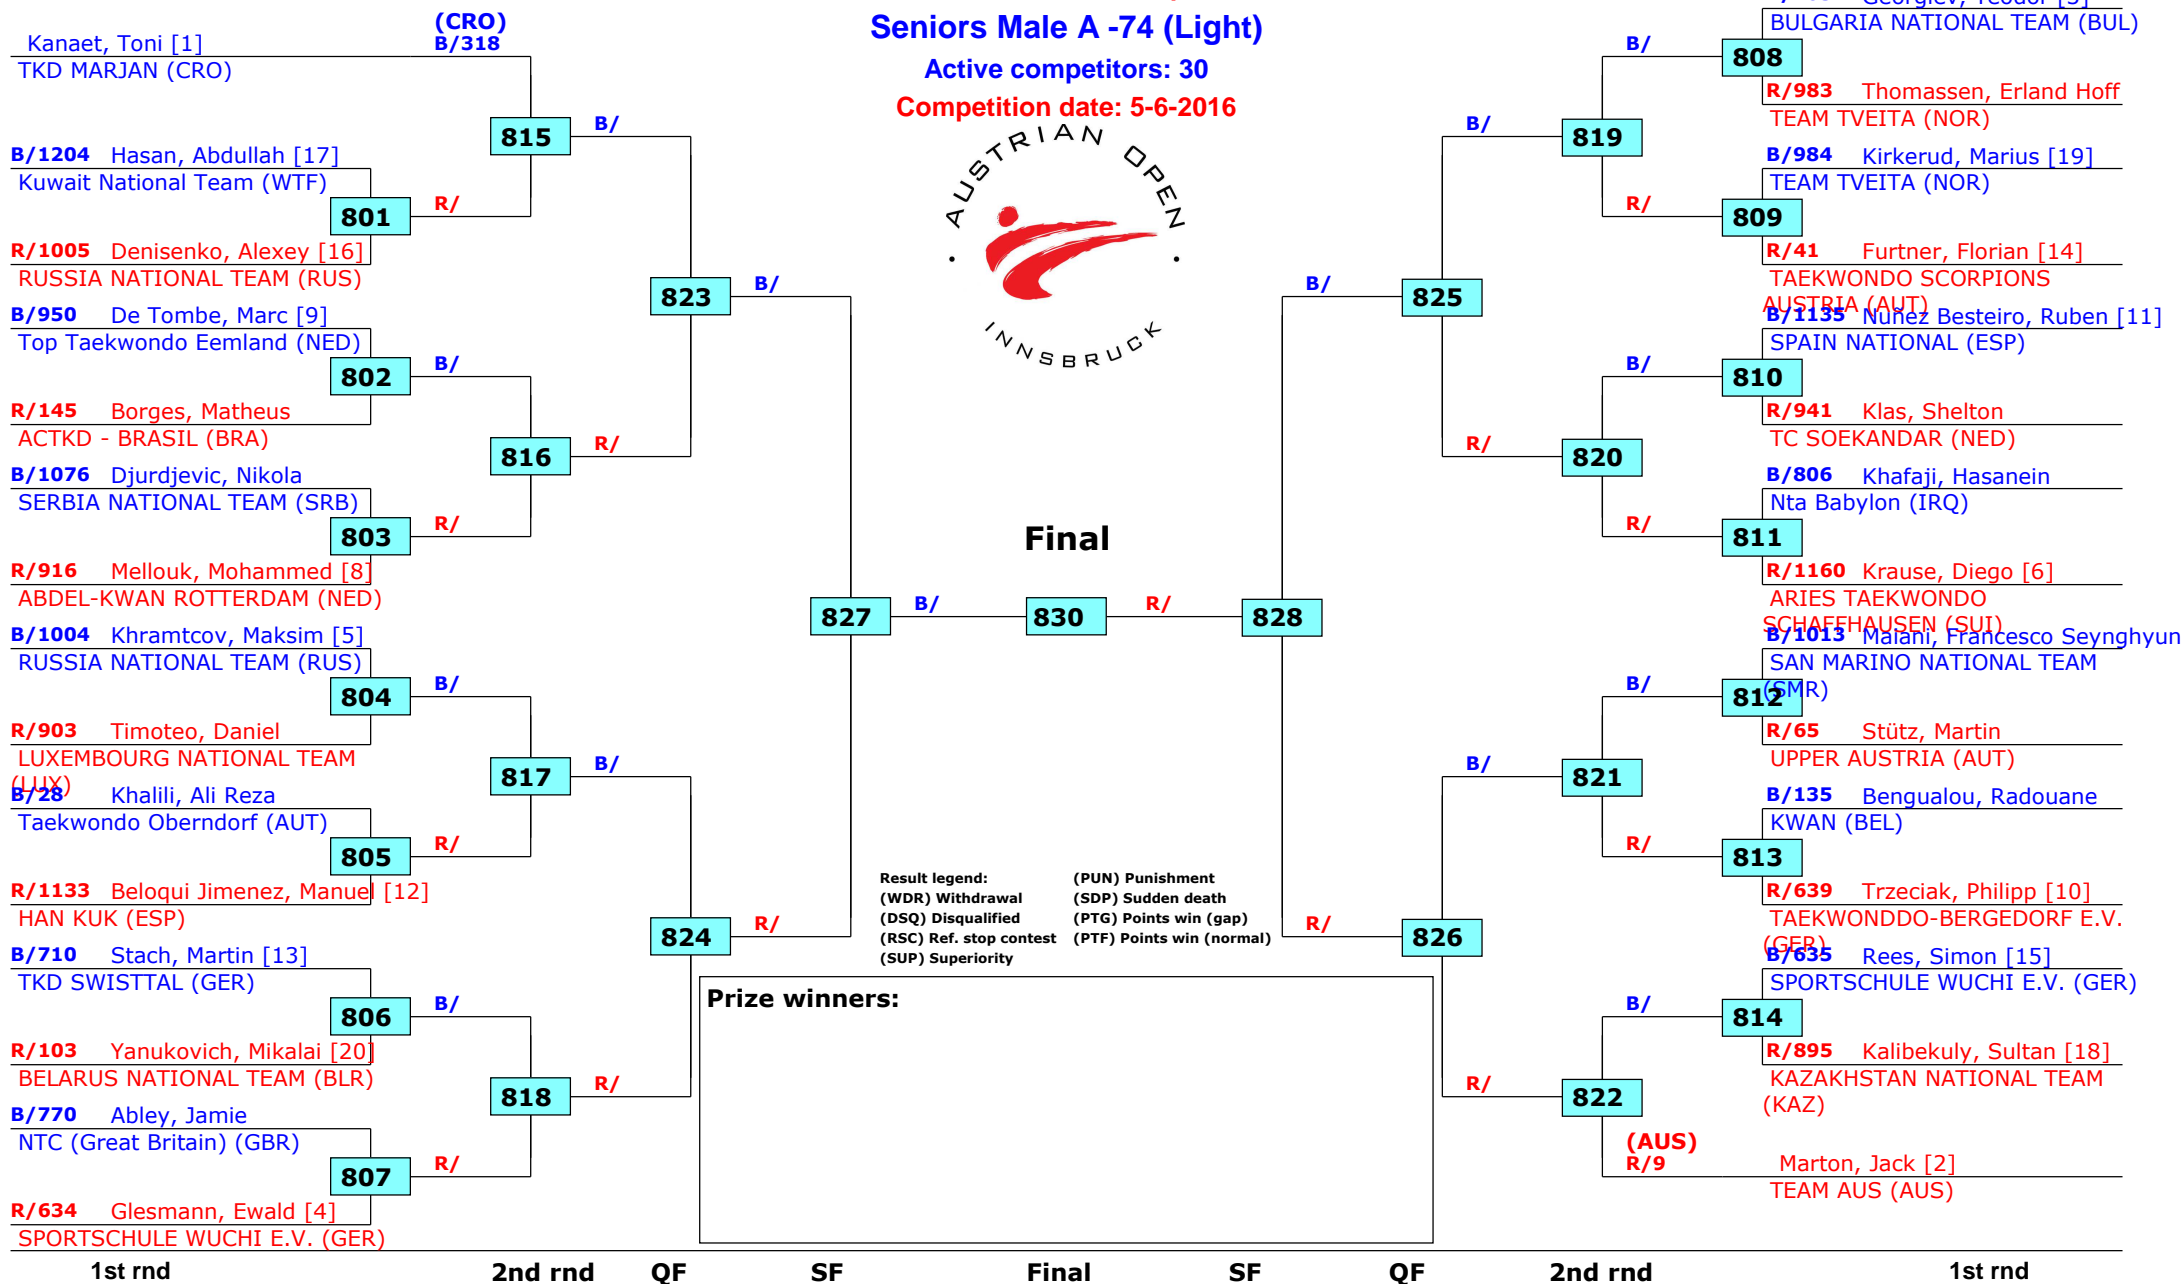 (CRO)
Kanaet, Toni [1]
B/318
TKD MARJAN (CRO)
815
B/
B/1204 Hasan, Abdullah [17]
Kuwait National Team (WTF)
801
R/
R/1005 Denisenko, Alexey [16]
RUSSIA NATIONAL TEAM (RUS)
823
B/
B/950 De Tombe, Marc [9]
Top Taekwondo Eemland (NED)
802
B/
R/145 Borges, Matheus
ACTKD - BRASIL (BRA)
816
R/
B/1076 Djurdjevic, Nikola
SERBIA NATIONAL TEAM (SRB)
803
R/
R/916 Mellouk, Mohammed [8]
ABDEL-KWAN ROTTERDAM (NED)
827
B/
B/1004 Khramtcov, Maksim [5]
RUSSIA NATIONAL TEAM (RUS)
804
B/
R/903 Timoteo, Daniel
LUXEMBOURG NATIONAL TEAM
(LUX)
817
B/
B/28 Khalili, Ali Reza
Taekwondo Oberndorf (AUT)
805
R/
R/1133 Beloqui Jimenez, Manuel [12]
HAN KUK (ESP)
824
R/
B/710 Stach, Martin [13]
TKD SWISTTAL (GER)
806
B/
R/103 Yanukovich, Mikalai [20]
BELARUS NATIONAL TEAM (BLR)
818
R/
B/770 Abley, Jamie
NTC (Great Britain) (GBR)
807
R/
R/634 Glesmann, Ewald [4]
SPORTSCHULE WUCHI E.V. (GER)
Seniors Male A -74 (Light)
Active competitors: 30
Competition date: 5-6-2016
AUSTRIAN OPEN
INNSBRUCK
Final
830
R/
Result legend:
(WDR) Withdrawal
(DSQ) Disqualified
(RSC) Ref. stop contest
(SUP) Superiority
(PUN) Punishment
(SDP) Sudden death
(PTG) Points win (gap)
(PTF) Points win (normal)
Prize winners:
BULGARIA NATIONAL TEAM (BUL)
B/
808
R/983 Thomassen, Erland Hoff
TEAM TVEITA (NOR)
B/
819
B/984 Kirkerud, Marius [19]
TEAM TVEITA (NOR)
R/
809
R/41 Furtner, Florian [14]
TAEKWONDO SCORPIONS
AUSTRIA (AUT)
B/
825
B/1135 Nuñez Besteiro, Ruben [11]
SPAIN NATIONAL (ESP)
B/
810
R/941 Klas, Shelton
TC SOEKANDAR (NED)
R/
820
B/806 Khafaji, Hasanein
Nta Babylon (IRQ)
R/
811
R/1160 Krause, Diego [6]
ARIES TAEKWONDO
SCHAFFHAUSEN (SUI)
828
B/1013 Maiani, Francesco Seynghyun
SAN MARINO NATIONAL TEAM
(SMR)
B/
812
R/65 Stütz, Martin
UPPER AUSTRIA (AUT)
B/
821
B/135 Bengualou, Radouane
KWAN (BEL)
R/
813
R/639 Trzeciak, Philipp [10]
TAEKWONDDO-BERGEDORF E.V.
(GER)
R/
826
B/635 Rees, Simon [15]
SPORTSCHULE WUCHI E.V. (GER)
B/
814
R/895 Kalibekuly, Sultan [18]
KAZAKHSTAN NATIONAL TEAM
(KAZ)
R/
822
(AUS)
R/9
Marton, Jack [2]
TEAM AUS (AUS)
1st rnd 2nd rnd QF SF Final SF QF 2nd rnd 1st rnd